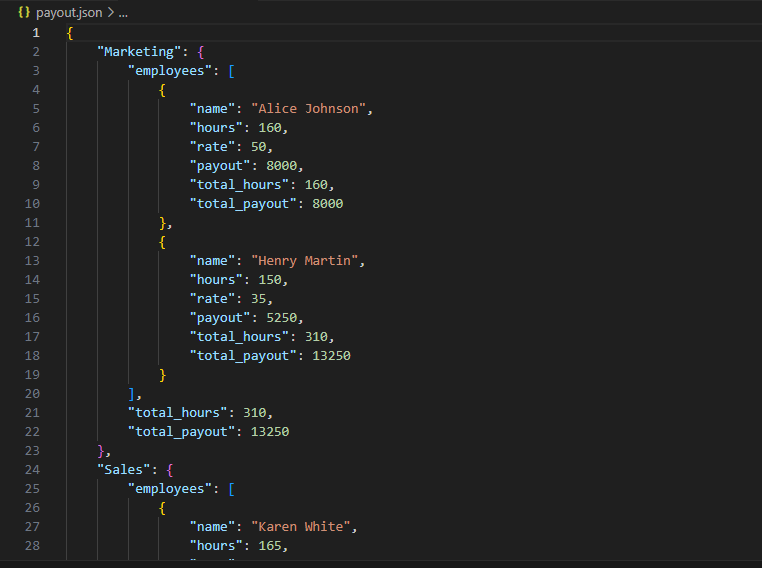 {} payout.json > ...
1 {
2 "Marketing": {
3 "employees": [
4 {
5 "name": "Alice Johnson",
6 "hours": 160,
7 "rate": 50,
8 "payout": 8000,
9 "total_hours": 160,
10 "total_payout": 8000
11 },
12 {
13 "name": "Henry Martin",
14 "hours": 150,
15 "rate": 35,
16 "payout": 5250,
17 "total_hours": 310,
18 "total_payout": 13250
19 }
20 ],
21 "total_hours": 310,
22 "total_payout": 13250
23 },
24 "Sales": {
25 "employees": [
26 {
27 "name": "Karen White",
28 "hours": 165,